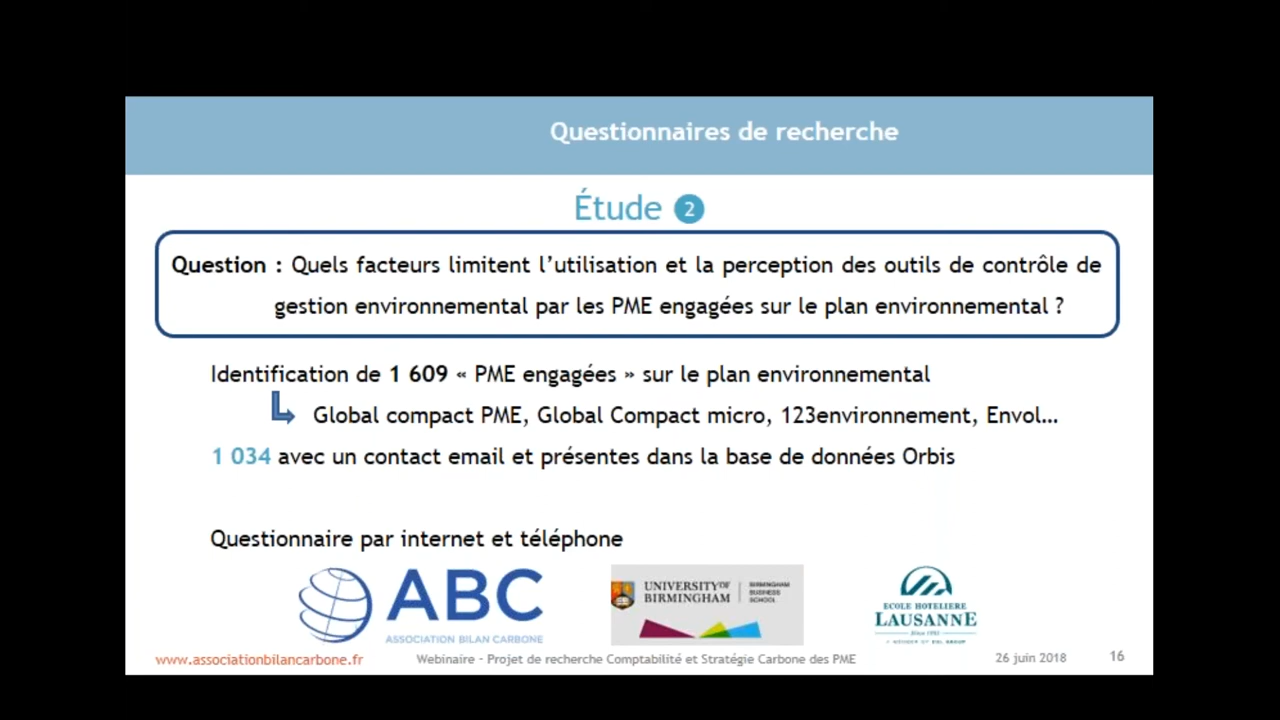 Questionnaires de recherche
Étude 2
Question : Quels facteurs limitent l’utilisation et la perception des outils de contrôle de
gestion environnemental par les PME engagées sur le plan environnemental ?
Identification de 1 609 « PME engagées » sur le plan environnemental
Global compact PME, Global Compact micro, 123environnement, Envol…
1 034 avec un contact email et présentes dans la base de données Orbis
Questionnaire par internet et téléphone
ABC
ASSOCIATION BILAN CARBONE
UNIVERSITY OF
BIRMINGHAM
BIRMINGHAM
BUSINESS
SCHOOL
ECOLE HOTELIERE
LAUSANNE
Since 1893
www.associationbilancarbone.fr
Webinaire - Projet de recherche Comptabilité et Stratégie Carbone des PME
26 juin 2018
16